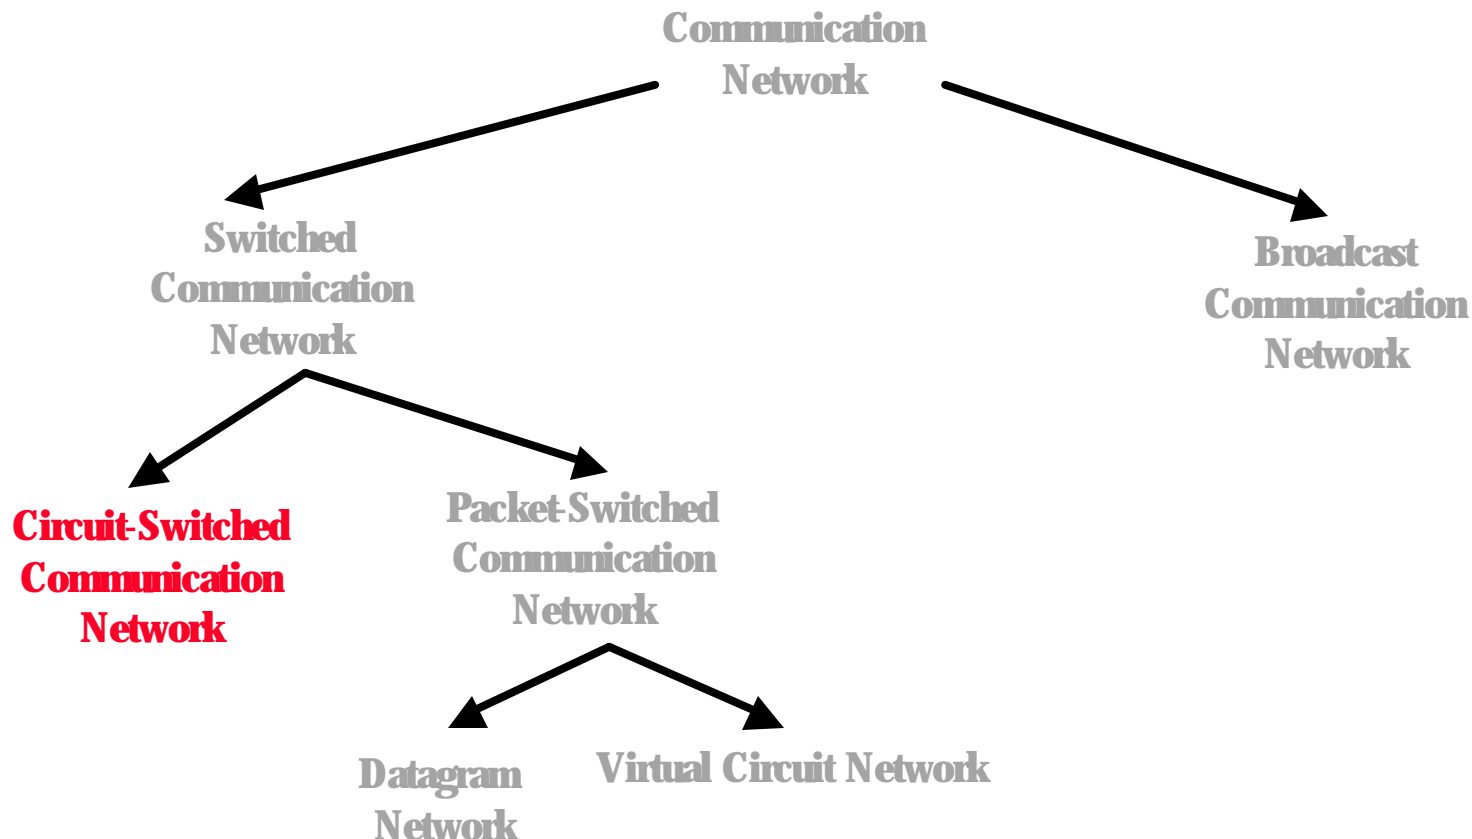 Communication
Network
Switched
Communication
Network
Broadcast
Communication
Network
Circuit-Switched
Communication
Network
Packet-Switched
Communication
Network
Datagram
Network
Virtual Circuit Network